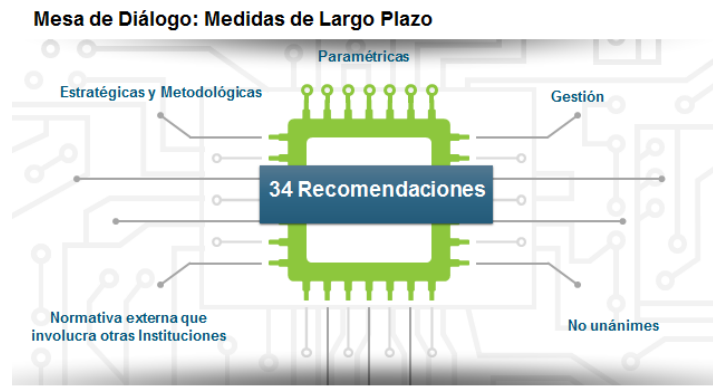 Mesa de Diálogo: Medidas de Largo Plazo
Paramétricas
Estratégicas y Metodológicas
Gestión
34 Recomendaciones
Normativa externa que
involucra otras Instituciones
No unánimes